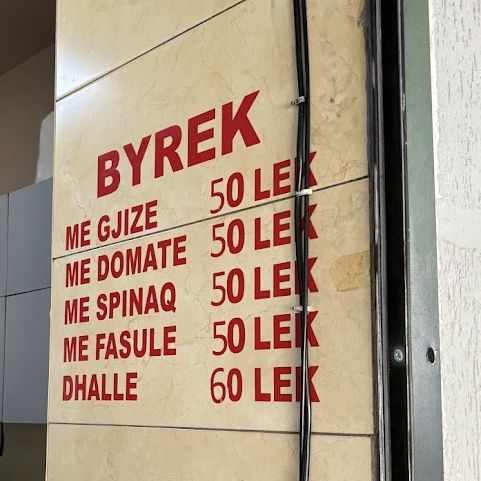 BYREK
ME GJIZE 50 LEK
ME DOMATE 50 LEK
ME SPINAQ 50 LEK
ME FASULE 50 LEK
DHALLE 60 LEK